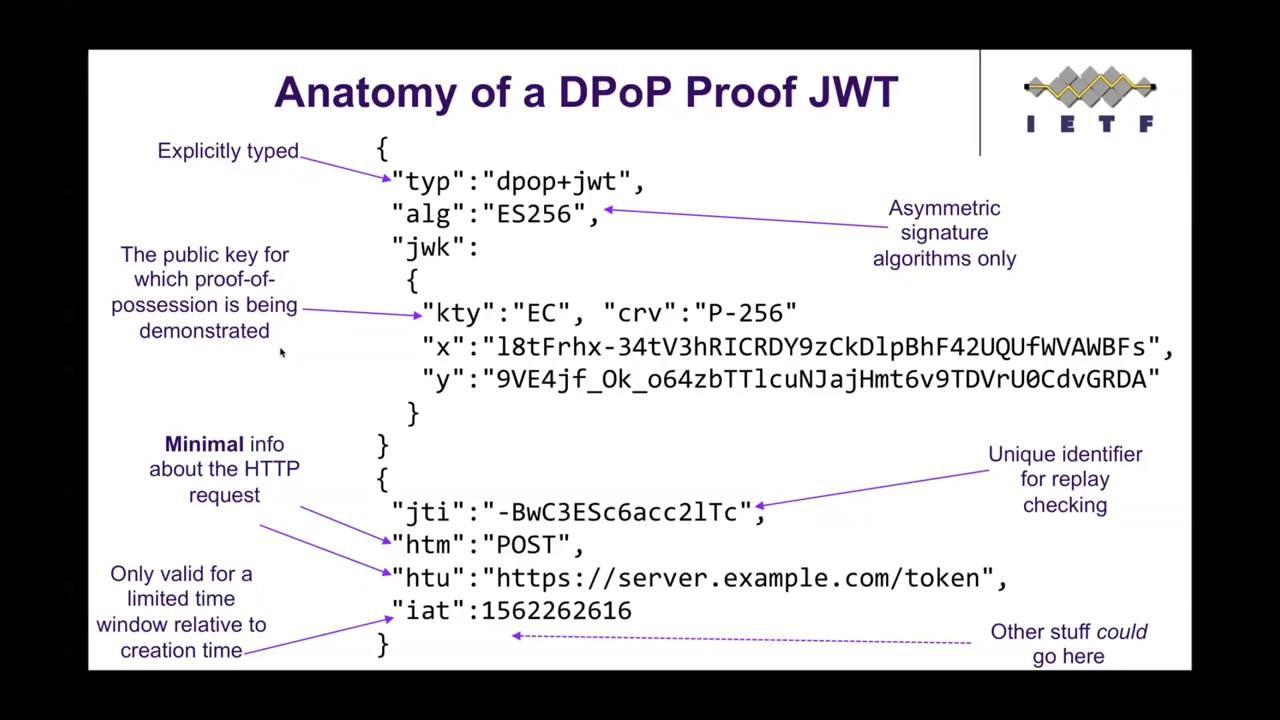 Anatomy of a DPoP Proof JWT
I E T F
Explicitly typed
{
"typ":"dpop+jwt",
"alg":"ES256",
"jwk":
{
"kty":"EC", "crv":"P-256"
"x":"l8tFrhx-34tV3hRICRDY9zCkDlpBhF42UQUfWVAWBFs",
"y":"9VE4jf_Ok_o64zbTTlcuNJajHmt6v9TDVrU0CdvGRDA"
}
}
{
"jti":"-BwC3ESc6acc2lTc",
"htm":"POST",
"htu":"https://server.example.com/token",
"iat":1562262616
}
Asymmetric
signature
algorithms only
The public key for
which proof-of-
possession is being
demonstrated
Minimal info
about the HTTP
request
Unique identifier
for replay
checking
Only valid for a
limited time
window relative to
creation time
Other stuff could
go here